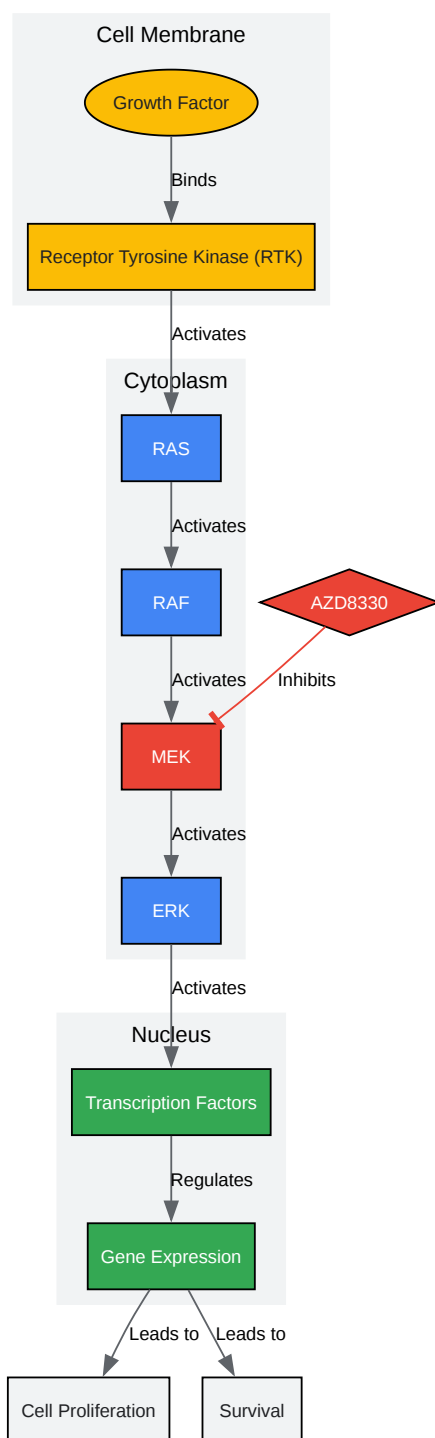 Cell Membrane
Growth Factor
Binds
Receptor Tyrosine Kinase (RTK)
Activates
Cytoplasm
RAS
Activates
RAF
AZD8330
Activates
Inhibits
MEK
Activates
ERK
Activates
Nucleus
Transcription Factors
Regulates
Gene Expression
Leads to
Leads to
Cell Proliferation
Survival